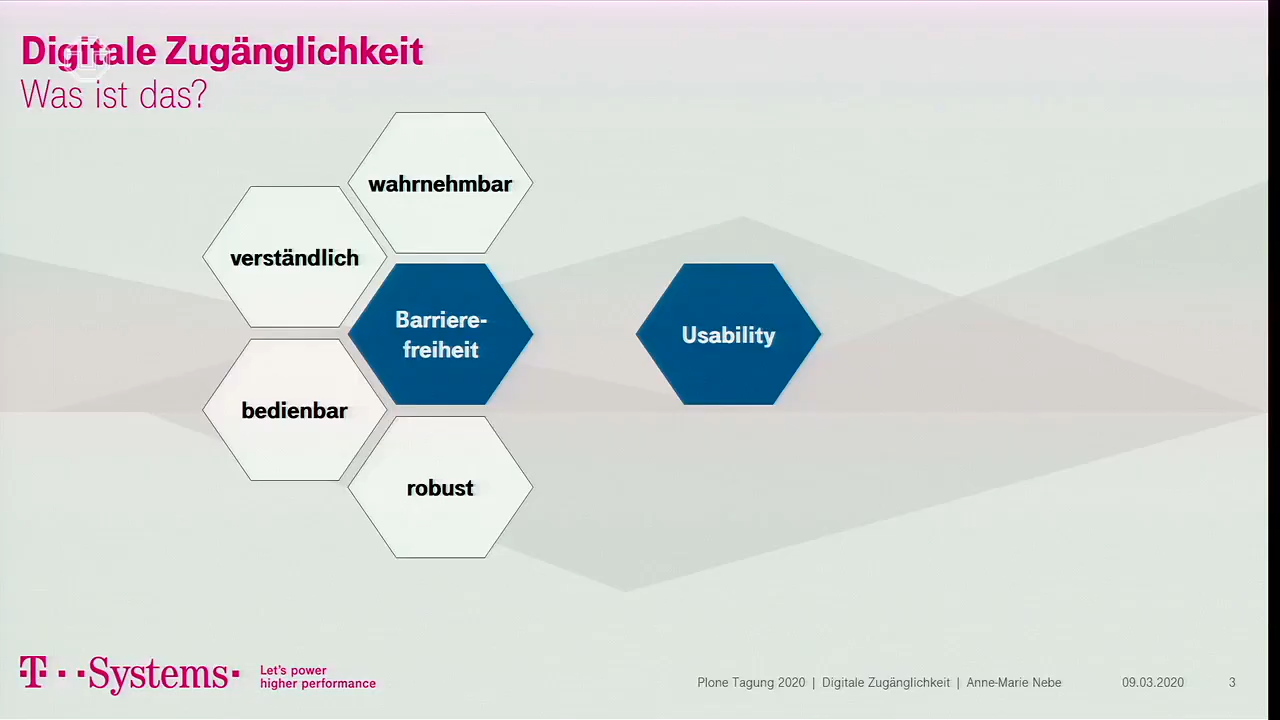 Digitale Zugänglichkeit
Was ist das?
wahrnehmbar
verständlich
Barriere-
freiheit
Usability
bedienbar
robust
T · · Systems ·
Let's power
higher performance
Plone Tagung 2020 | Digitale Zugänglichkeit | Anne-Marie Nebe
09.03.2020
3